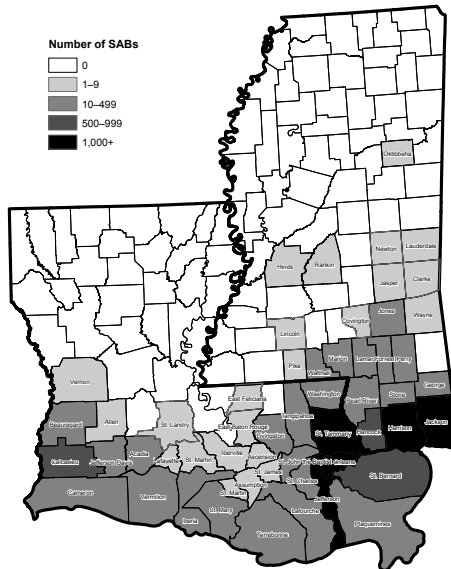 Number of SABs
0
1–9
10–499
500–999
1,000+
Oktibbeha
Newton
Lauderdale
Hinds
Rankin
Jasper
Clarke
Covington
Jones
Wayne
Lincoln
Pike
Walthall
Marion
Lamar
Forrest
Perry
Vernon
East Feliciana
Washington
Pearl River
Stone
George
Beauregard
Allen
St. Landry
East Baton Rouge
Tangipahoa
St. Tammany
Hancock
Harrison
Jackson
Livingston
Calcasieu
Jefferson Davis
Acadia
Lafayette
St. Martin
Iberville
Ascension
St. James
St. John the Baptist
Orleans
St. Bernard
Cameron
Vermilion
Iberia
St. Martin
Assumption
St. Charles
Jefferson
St. Mary
Lafourche
Terrebonne
Plaquemines